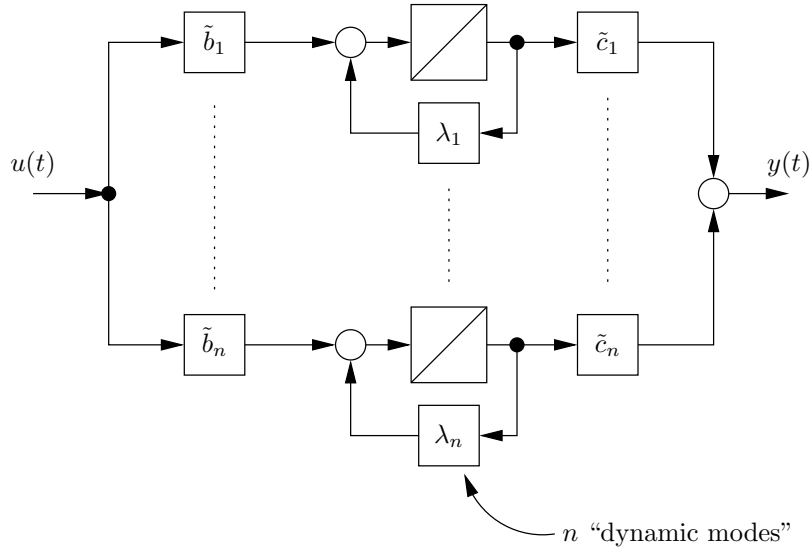 b̃₁
c̃₁
λ₁
u(t)
y(t)
b̃ₙ
c̃ₙ
λₙ
n “dynamic modes”